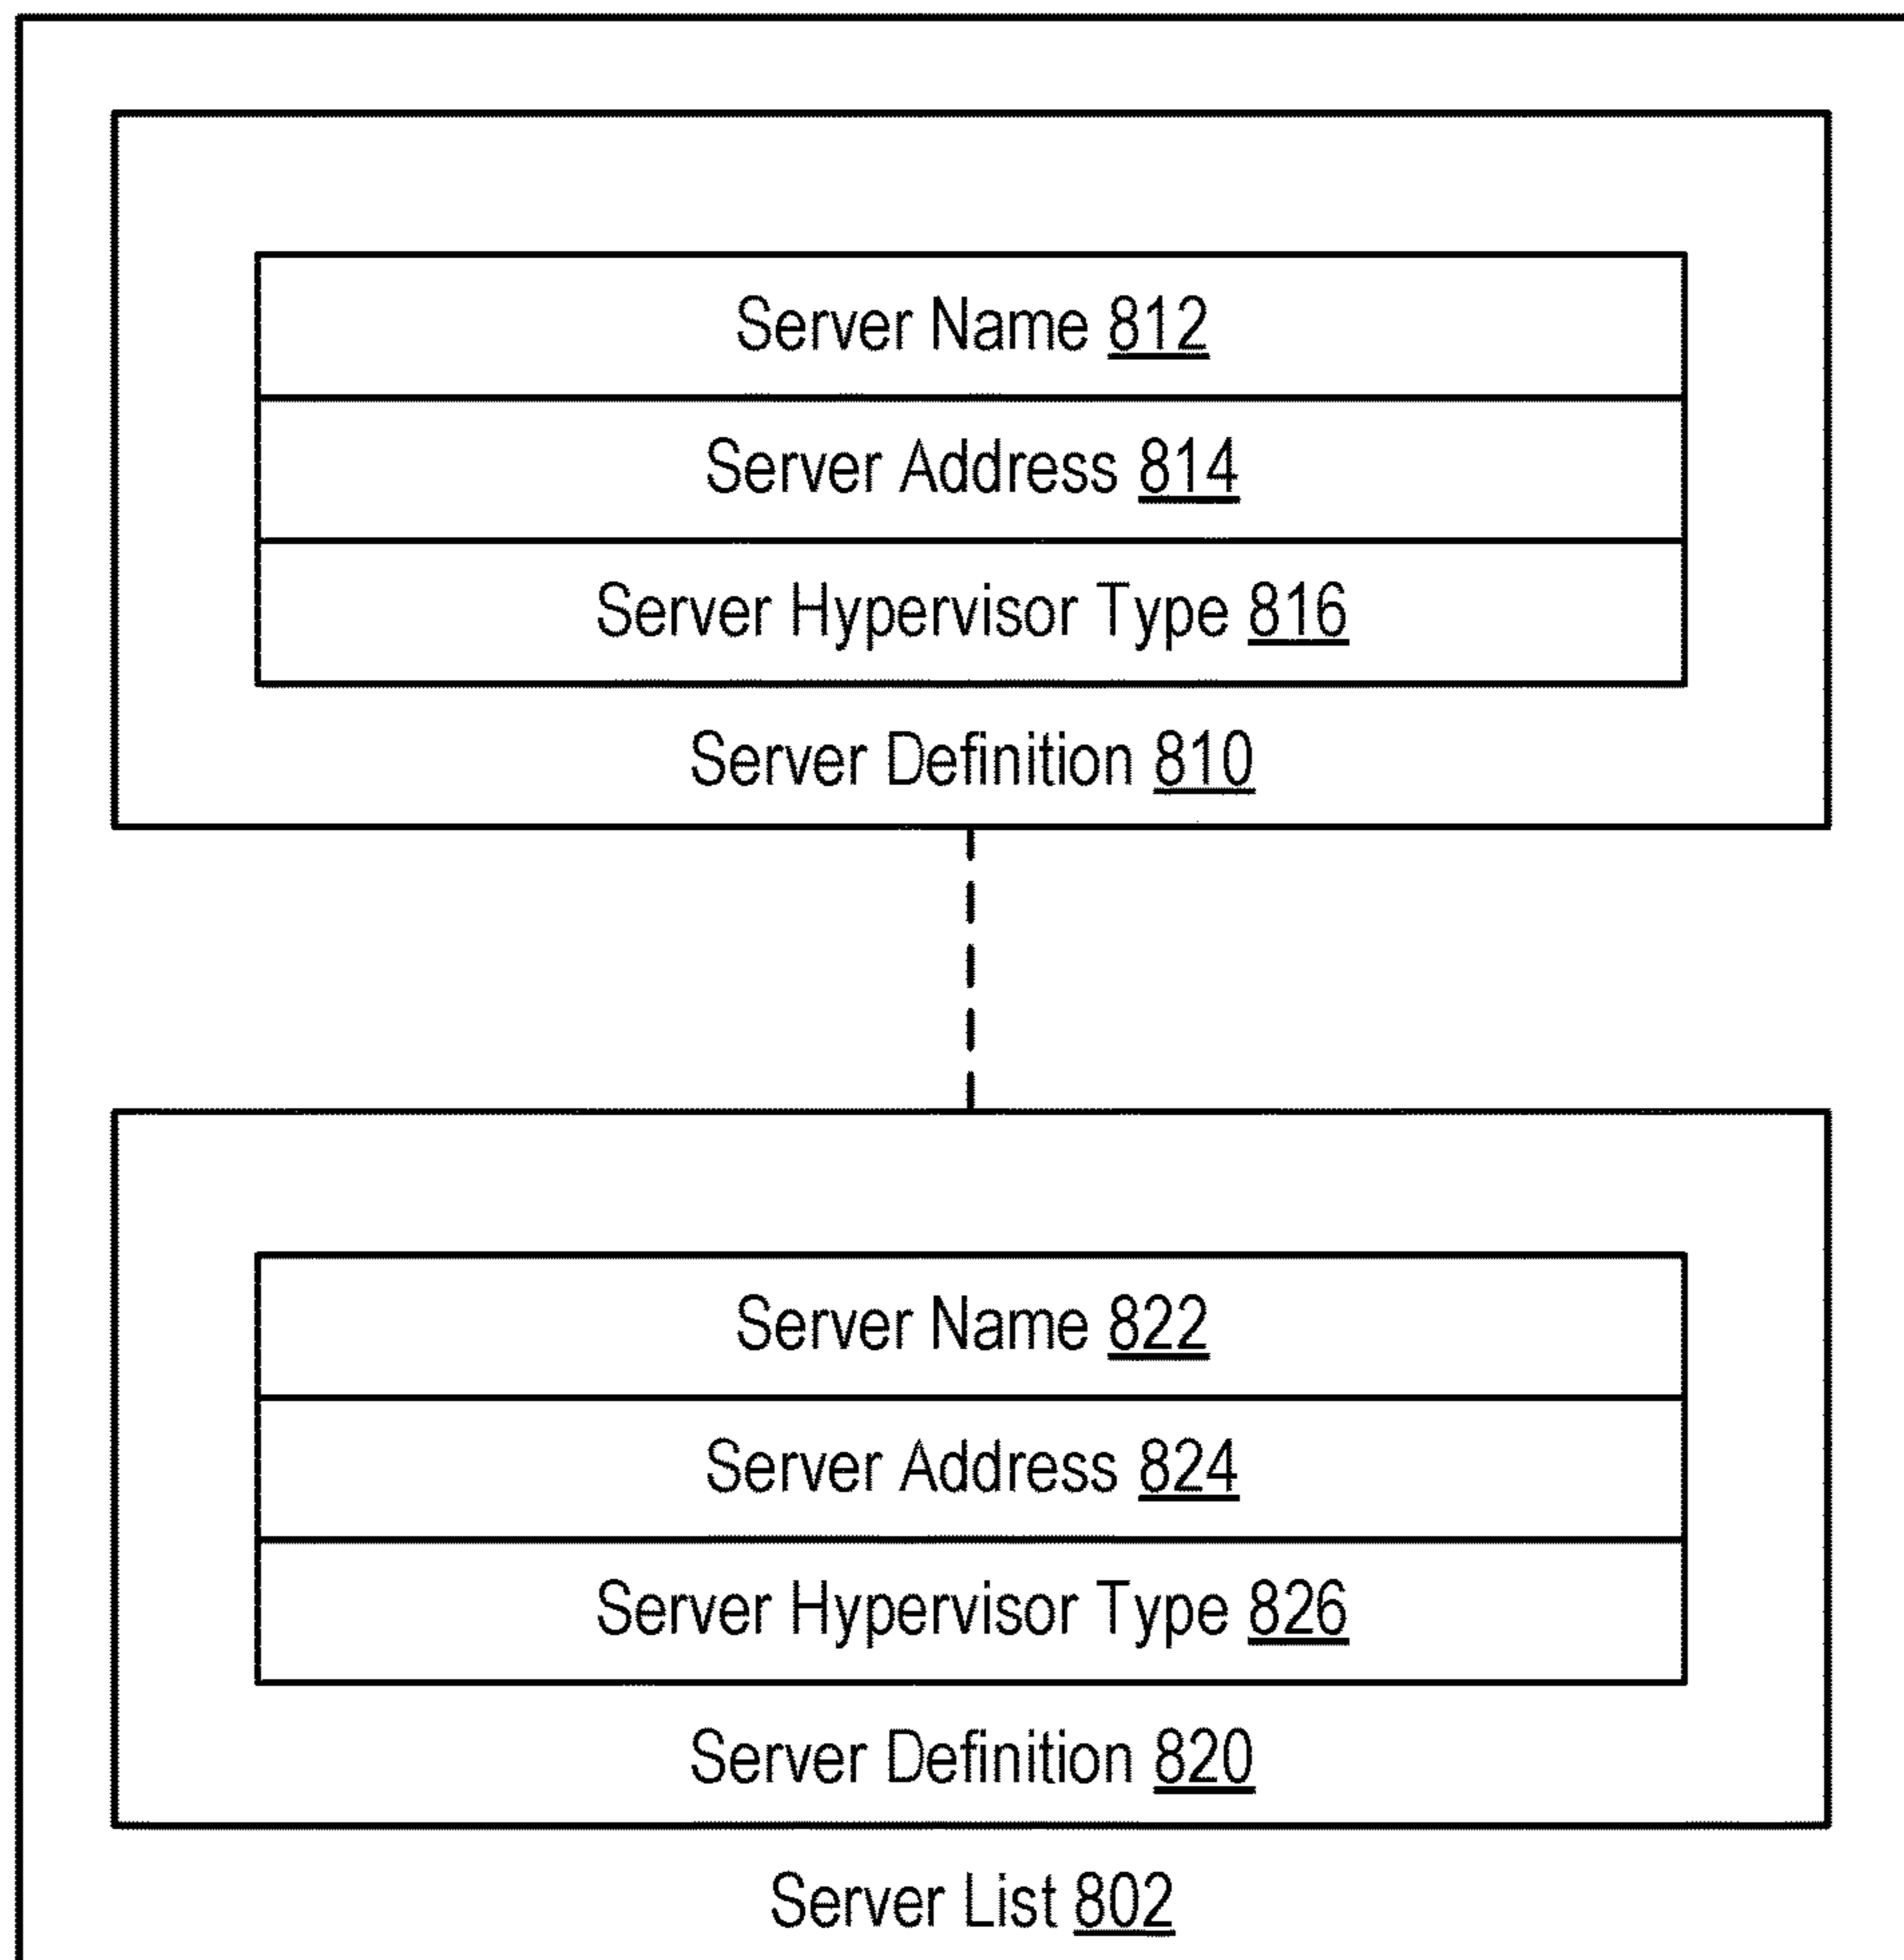 Server Name 812
Server Address 814
Server Hypervisor Type 816
Server Definition 810
Server Name 822
Server Address 824
Server Hypervisor Type 826
Server Definition 820
Server List 802